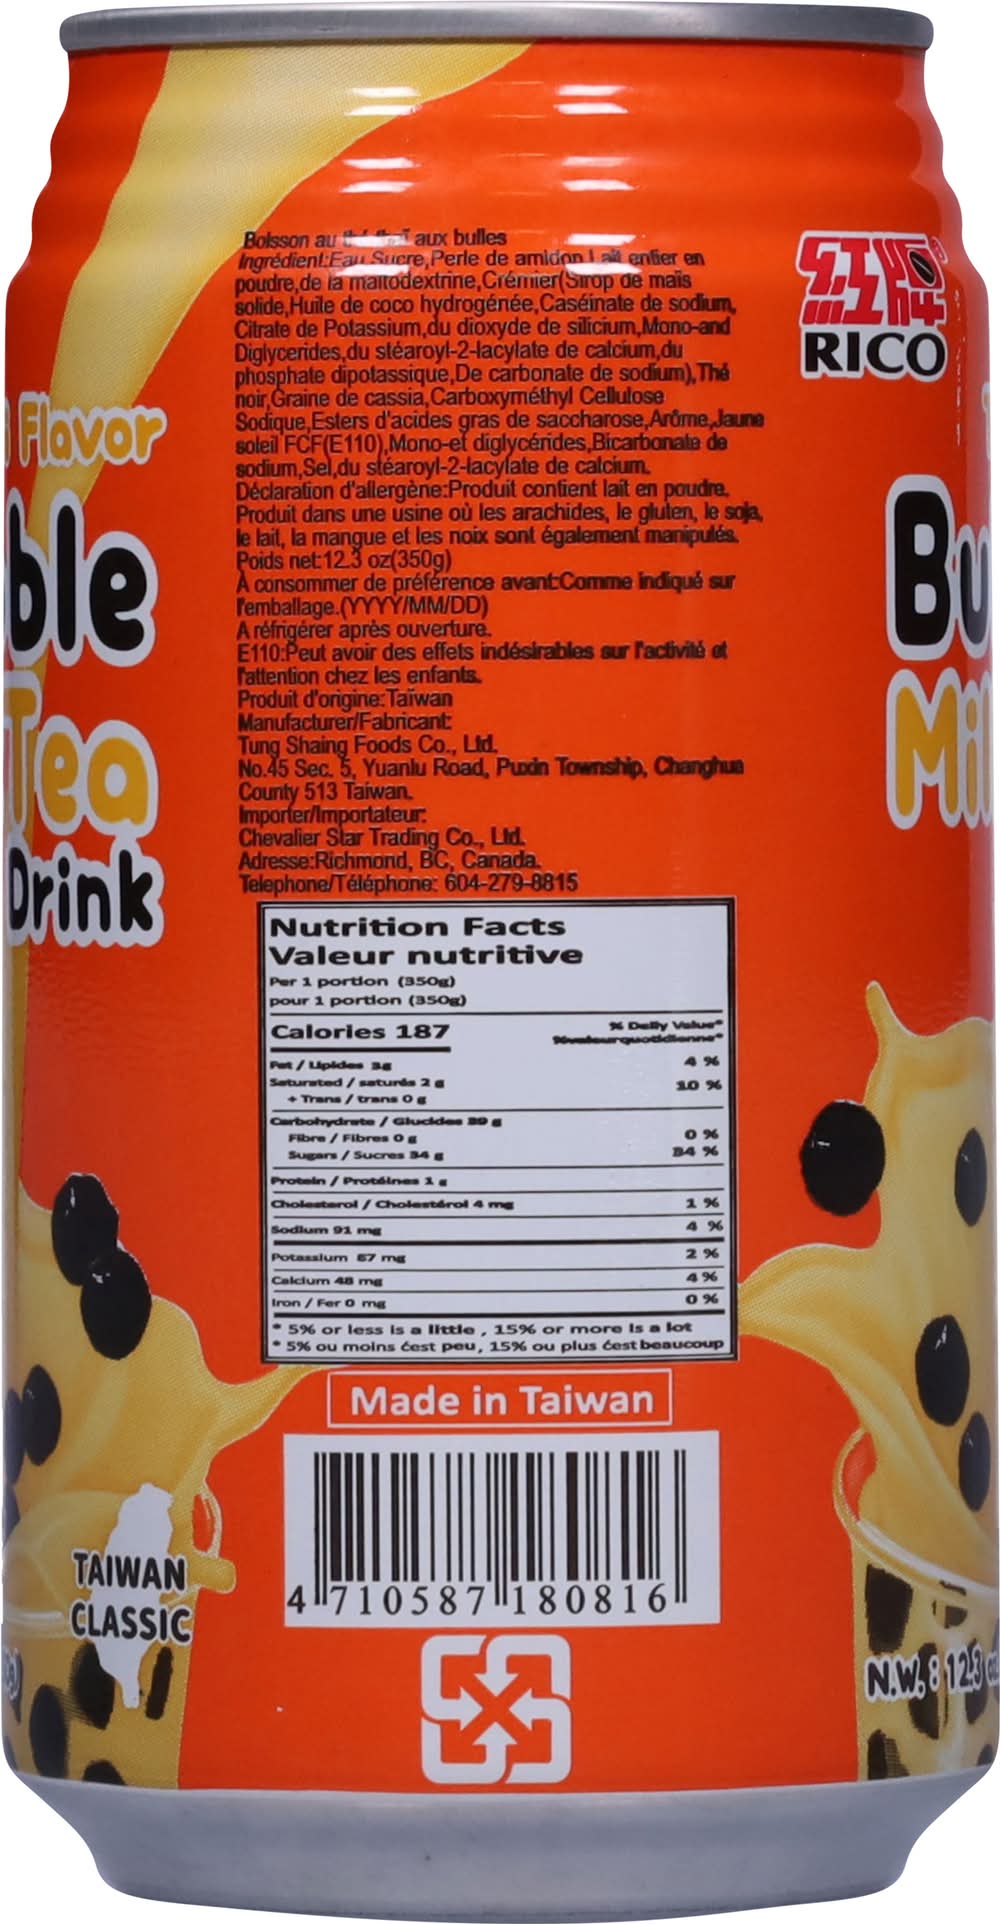 Boisson au thé thaï aux bulles
Ingrédient:Eau,Sucre,Perle de amidon,Lait entier en
poudre,de la maltodextrine,Crémier(Sirop de maïs
solide,Huile de coco hydrogénée,Caséinate de sodium,
Citrate de Potassium,du dioxyde de silicium,Mono-and
Diglycerides,du stéaroyl-2-lacylate de calcium,du
phosphate dipotassique,De carbonate de sodium),Thé
noir,Graine de cassia,Carboxyméthyl Cellulose
Sodique,Esters d'acides gras de saccharose,Arôme,Jaune
soleil FCF(E110),Mono-et diglycérides,Bicarbonate de
sodium,Sel,du stéaroyl-2-lacylate de calcium.
Déclaration d'allergène:Produit contient lait en poudre.
Produit dans une usine où les arachides, le gluten, le soja,
le lait, la mangue et les noix sont également manipulés.
Poids net:12.3 oz(350g)
À consommer de préférence avant:Comme indiqué sur
l'emballage.(YYYY/MM/DD)
A réfrigérer après ouverture.
E110:Peut avoir des effets indésirables sur l'activité et
l'attention chez les enfants.
Produit d'origine:Taïwan
Manufacturer/Fabricant:
Tung Shaing Foods Co., Ltd.
No.45 Sec. 5, Yuanlu Road, Puxin Township, Changhua
County 513 Taiwan.
Importer/Importateur:
Chevalier Star Trading Co., Ltd.
Adresse:Richmond, BC, Canada.
Telephone/Téléphone: 604-279-8815
Nutrition Facts
Valeur nutritive
Per 1 portion (350g)
pour 1 portion (350g)
Calories 187
% Daily Value*
%valeurquotidienne*
Fat / Lipides 3g 4 %
Saturated / saturés 2 g 10 %
+ Trans / trans 0 g
Carbohydrate / Glucides 39 g
Fibre / Fibres 0 g 0 %
Sugars / Sucres 34 g 34 %
Protein / Protéines 1 g
Cholesterol / Cholestérol 4 mg 1 %
Sodium 91 mg 4 %
Potassium 67 mg 2 %
Calcium 48 mg 4 %
Iron / Fer 0 mg 0 %
* 5% or less is a little , 15% or more is a lot
* 5% ou moins ćest peu, 15% ou plus ćest beaucoup
Made in Taiwan
4 710587 180816
Flavor
ble
Tea
Drink
TAIWAN
CLASSIC
紅牌®
RICO
Bu
Mil
N.W.: 12.3